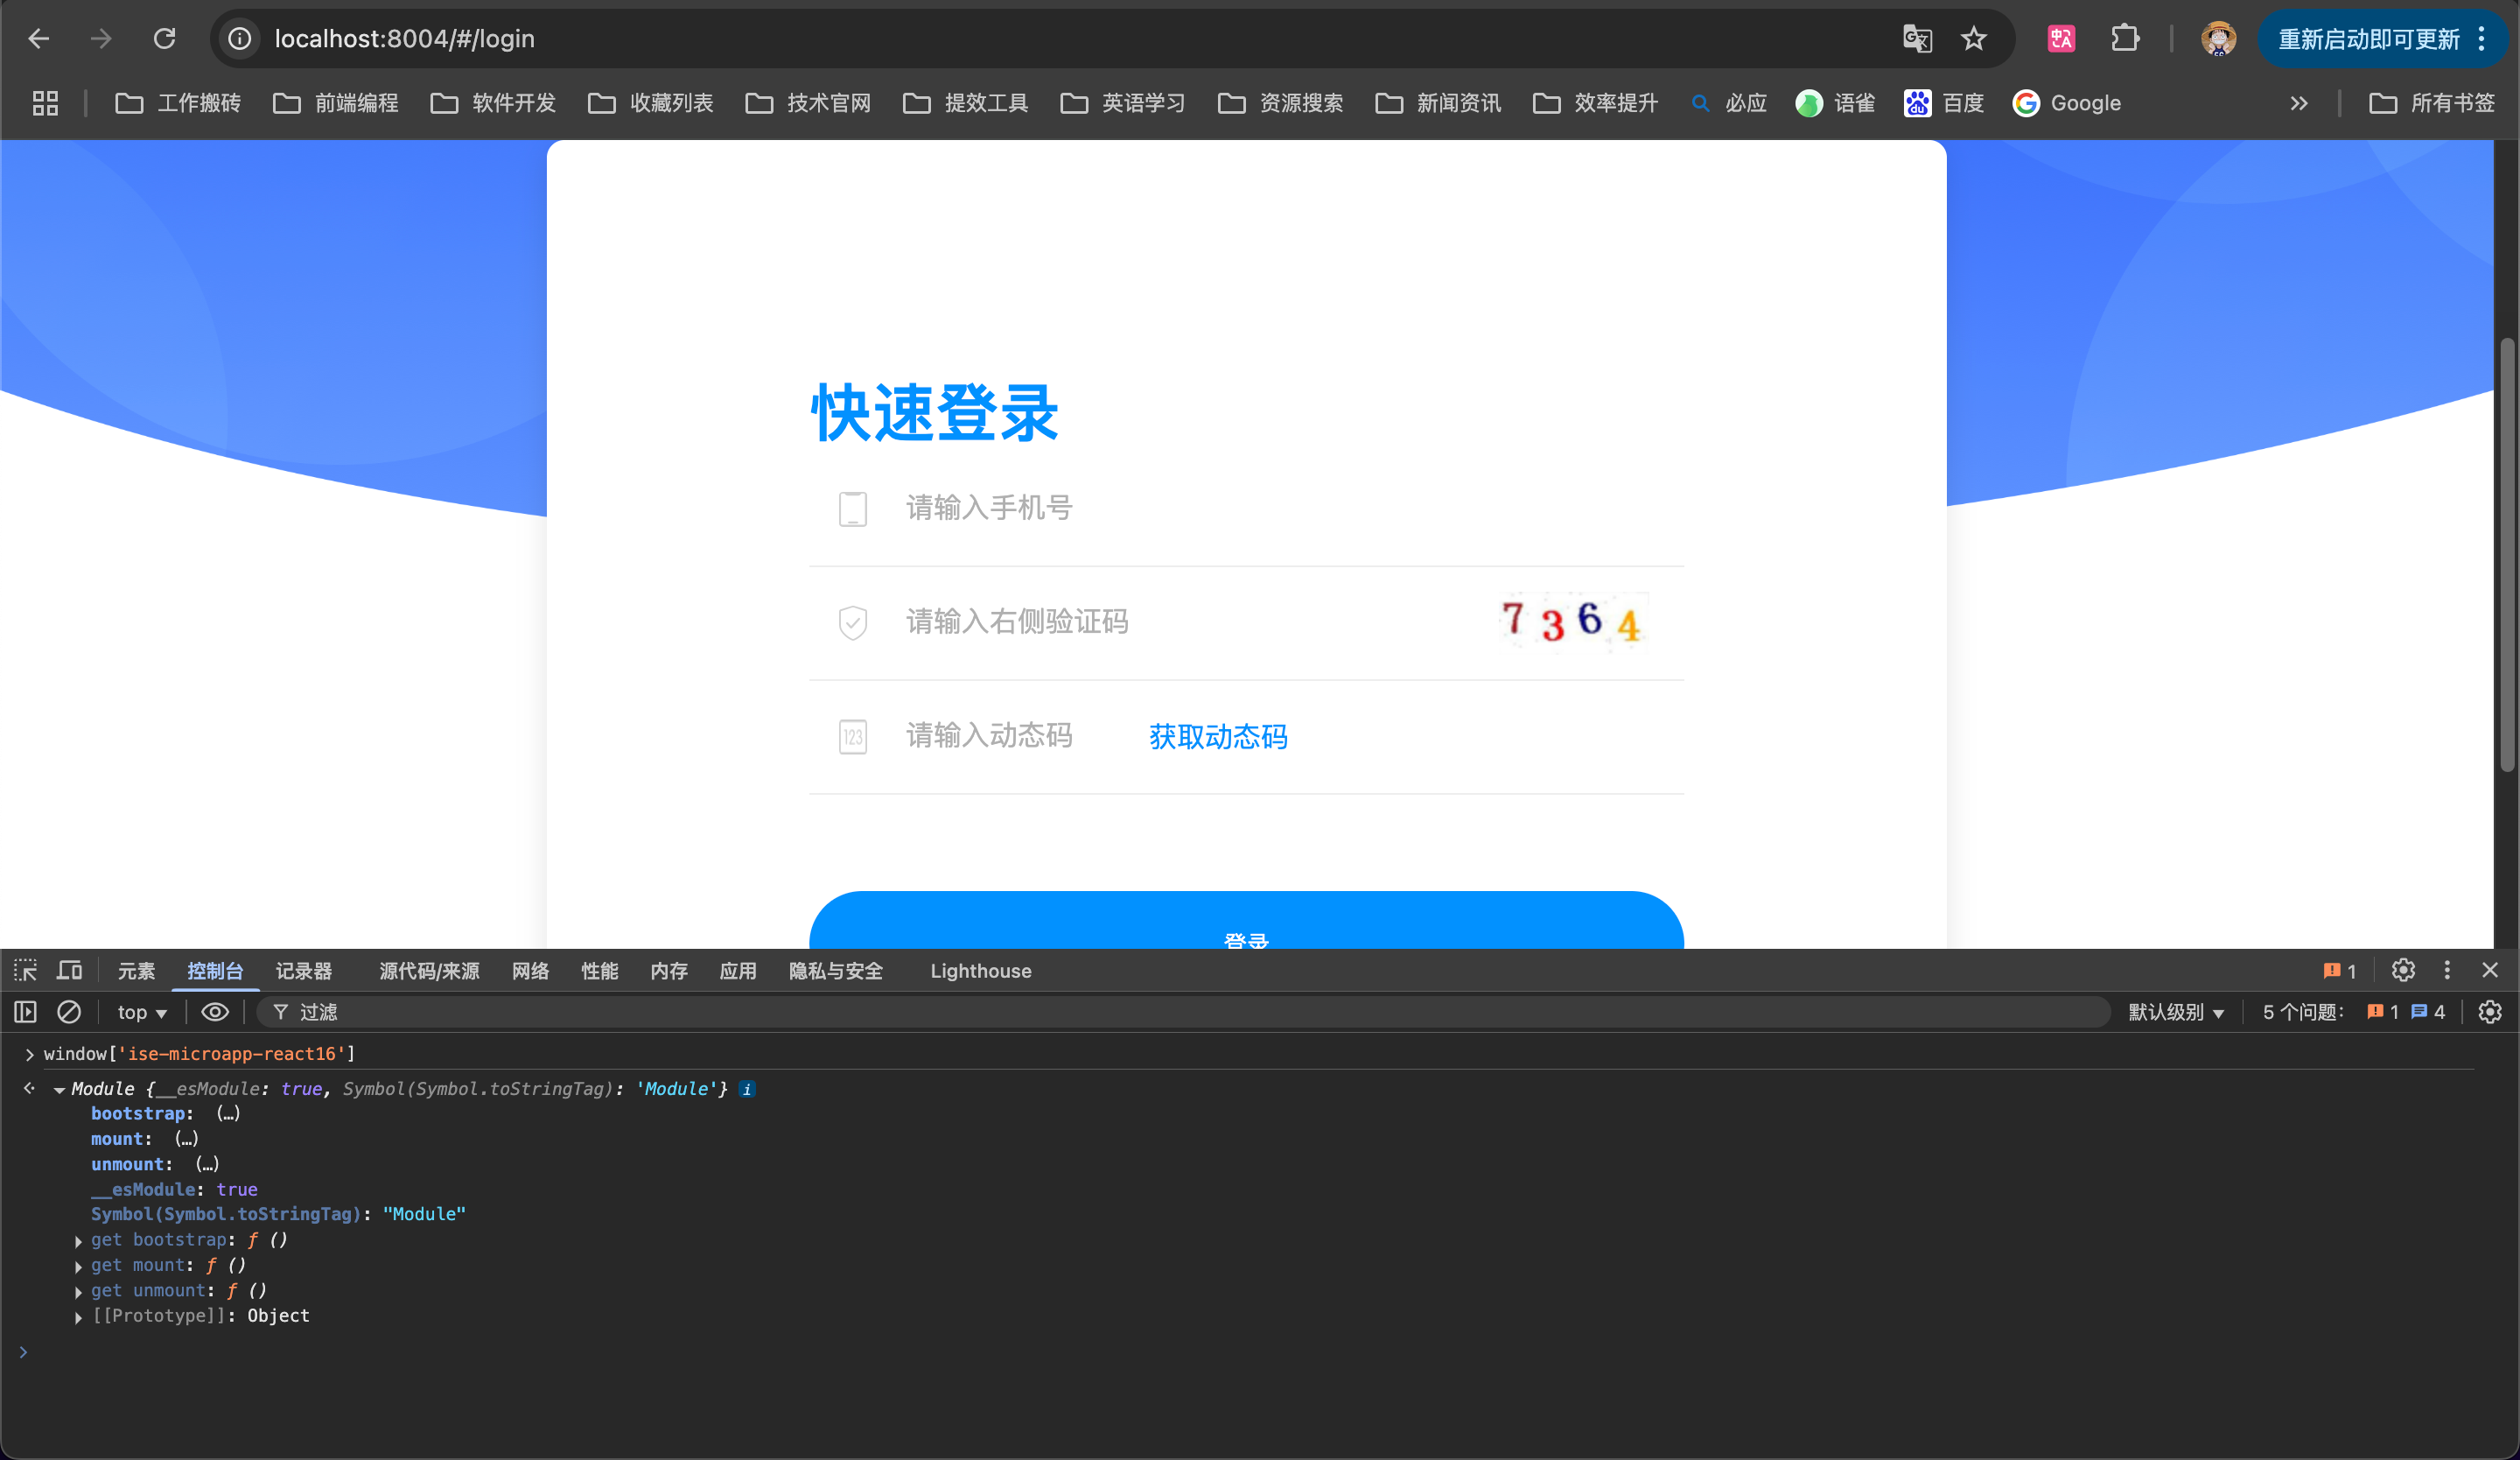 localhost:8004/#/login
重新启动即可更新
工作搬砖 前端编程 软件开发 收藏列表 技术官网 提效工具 英语学习 资源搜索 新闻资讯 效率提升 必应 语雀 百度 Google 所有书签
快速登录
请输入手机号
请输入右侧验证码 7364
请输入动态码 获取动态码
登录
元素 控制台 记录器 源代码/来源 网络 性能 内存 应用 隐私与安全 Lighthouse 1
top 过滤 默认级别 5 个问题: 1 4
window['ise-microapp-react16']
Module {__esModule: true, Symbol(Symbol.toStringTag): 'Module'}
bootstrap: (…)
mount: (…)
unmount: (…)
__esModule: true
Symbol(Symbol.toStringTag): "Module"
get bootstrap: ƒ ()
get mount: ƒ ()
get unmount: ƒ ()
[[Prototype]]: Object